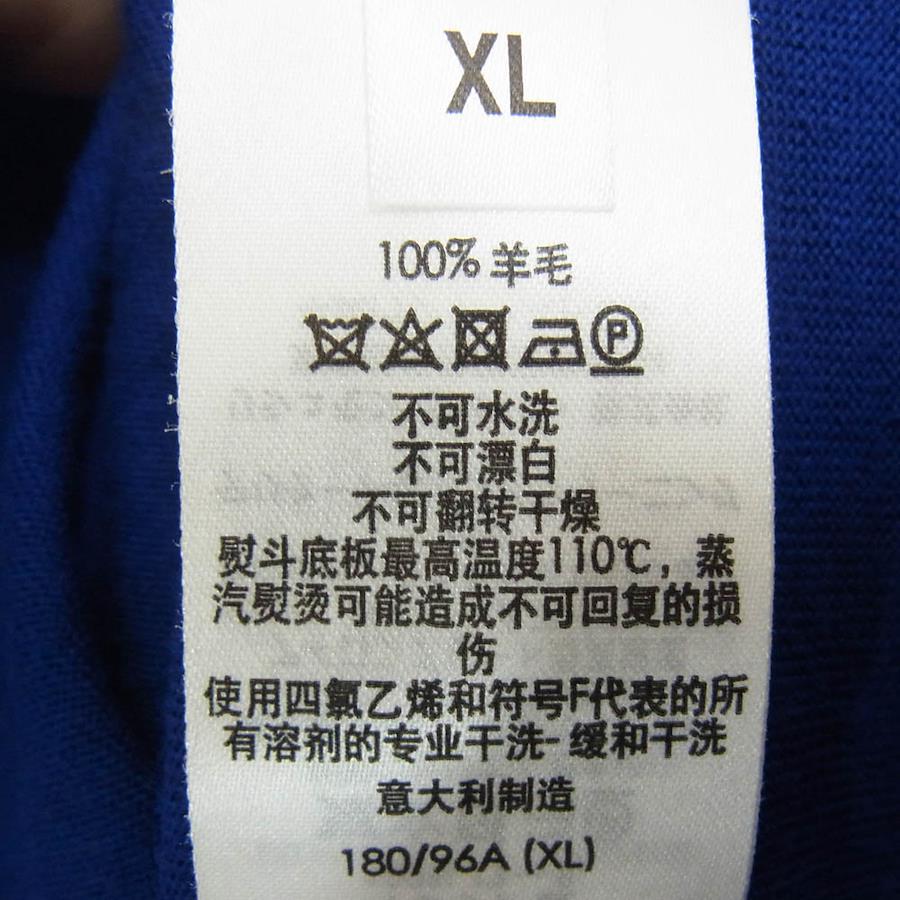 XL
100% 羊毛
P
不可水洗
不可漂白
不可翻转干燥
熨斗底板最高温度110℃，蒸
汽熨烫可能造成不可回复的损
伤
使用四氯乙烯和符号F代表的所
有溶剂的专业干洗- 缓和干洗
意大利制造
180/96A (XL)